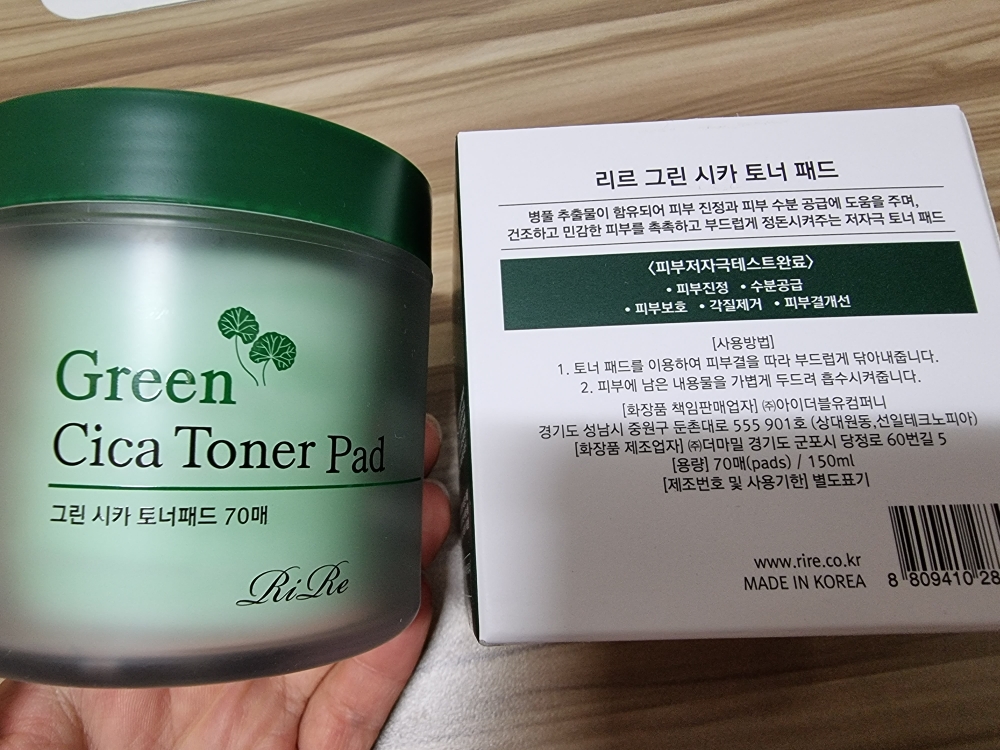 Green
Cica Toner Pad
그린 시카 토너패드 70매
RiRe
리르 그린 시카 토너 패드
병풀 추출물이 함유되어 피부 진정과 피부 수분 공급에 도움을 주며,
건조하고 민감한 피부를 촉촉하고 부드럽게 정돈시켜주는 저자극 토너 패드
〈피부저자극테스트완료〉
• 피부진정 • 수분공급
• 피부보호 • 각질제거 • 피부결개선
[사용방법]
1. 토너 패드를 이용하여 피부결을 따라 부드럽게 닦아내줍니다.
2. 피부에 남은 내용물을 가볍게 두드려 흡수시켜줍니다.
[화장품 책임판매업자] ㈜아이더블유컴퍼니
경기도 성남시 중원구 둔촌대로 555 901호 (상대원동,선일테크노피아)
[화장품 제조업자] ㈜더마밀 경기도 군포시 당정로 60번길 5
[용량] 70매(pads) / 150ml
[제조번호 및 사용기한] 별도표기
www.rire.co.kr
MADE IN KOREA
8 809410 28